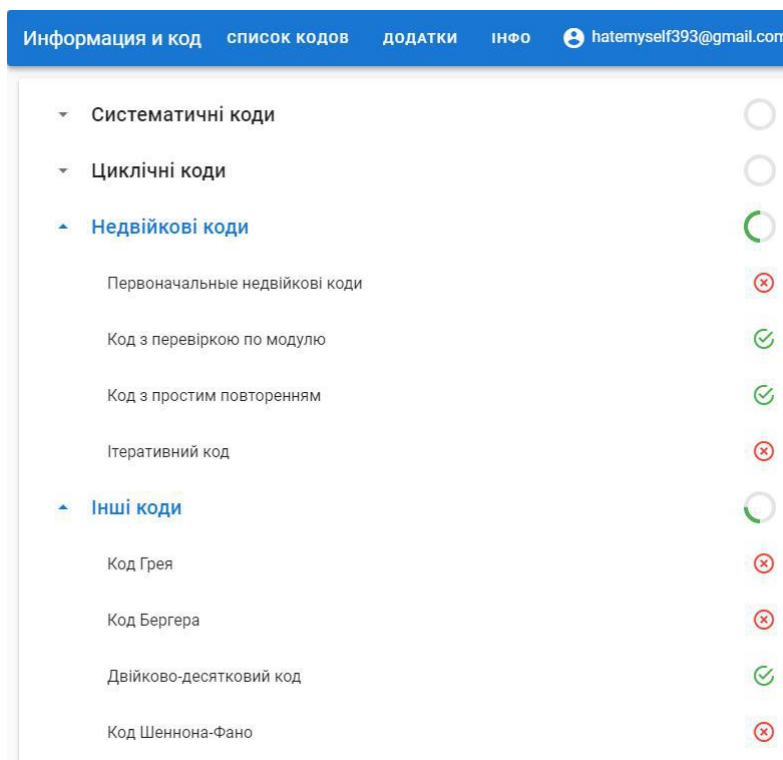 Информация и код СПИСОК КОДОВ ДОДАТКИ ІНФО hatemyself393@gmail.com
Систематичні коди
Циклічні коди
Недвійкові коди
Первоначальные недвійкові коди
Код з перевіркою по модулю
Код з простим повторенням
Ітеративний код
Інші коди
Код Грея
Код Бергера
Двійково-десятковий код
Код Шеннона-Фано